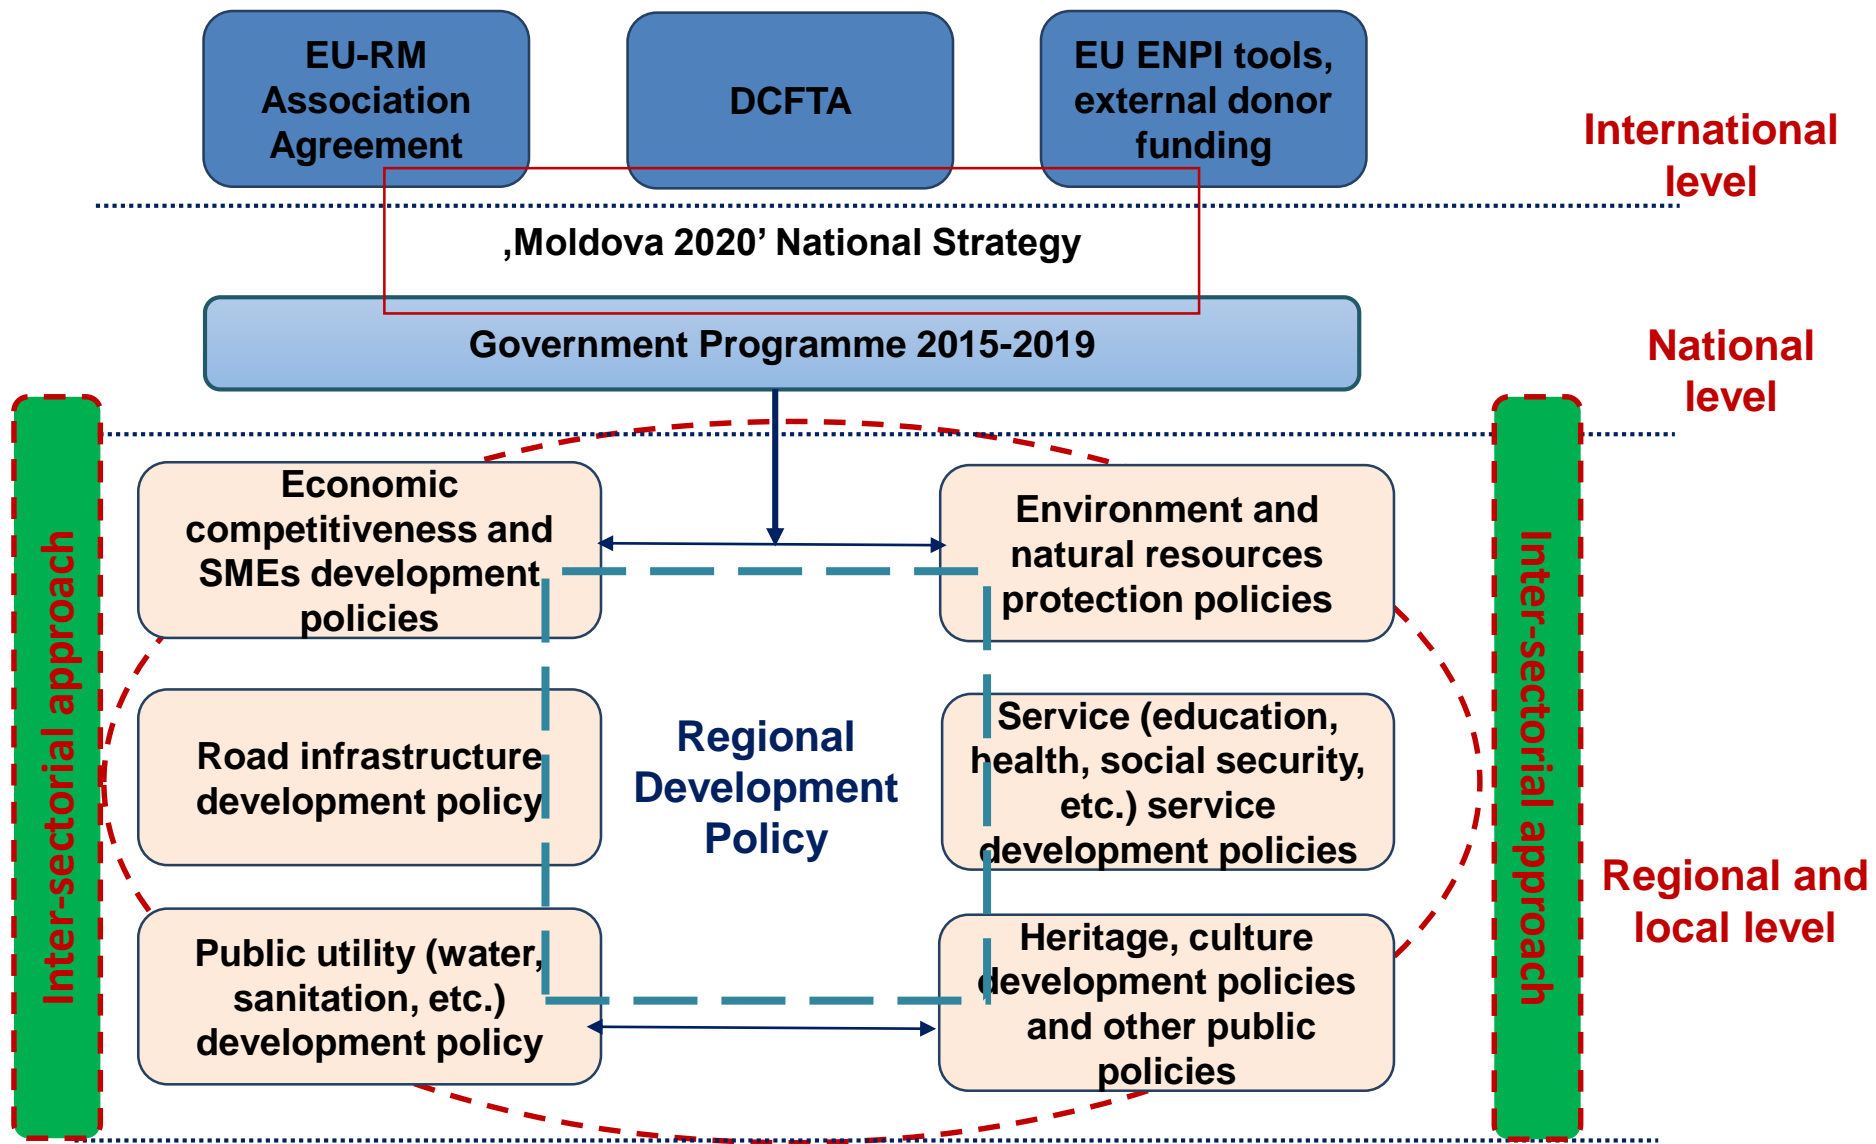 EU-RM
Association
Agreement
DCFTA
EU ENPI tools,
external donor
funding
International
level
‚Moldova 2020’ National Strategy
Government Programme 2015-2019
National
level
Inter-sectorial approach
Economic
competitiveness and
SMEs development
policies
Environment and
natural resources
protection policies
Road infrastructure
development policy
Regional
Development
Policy
Service (education,
health, social security,
etc.) service
development policies
Public utility (water,
sanitation, etc.)
development policy
Heritage, culture
development policies
and other public
policies
Inter-sectorial approach
Regional and
local level